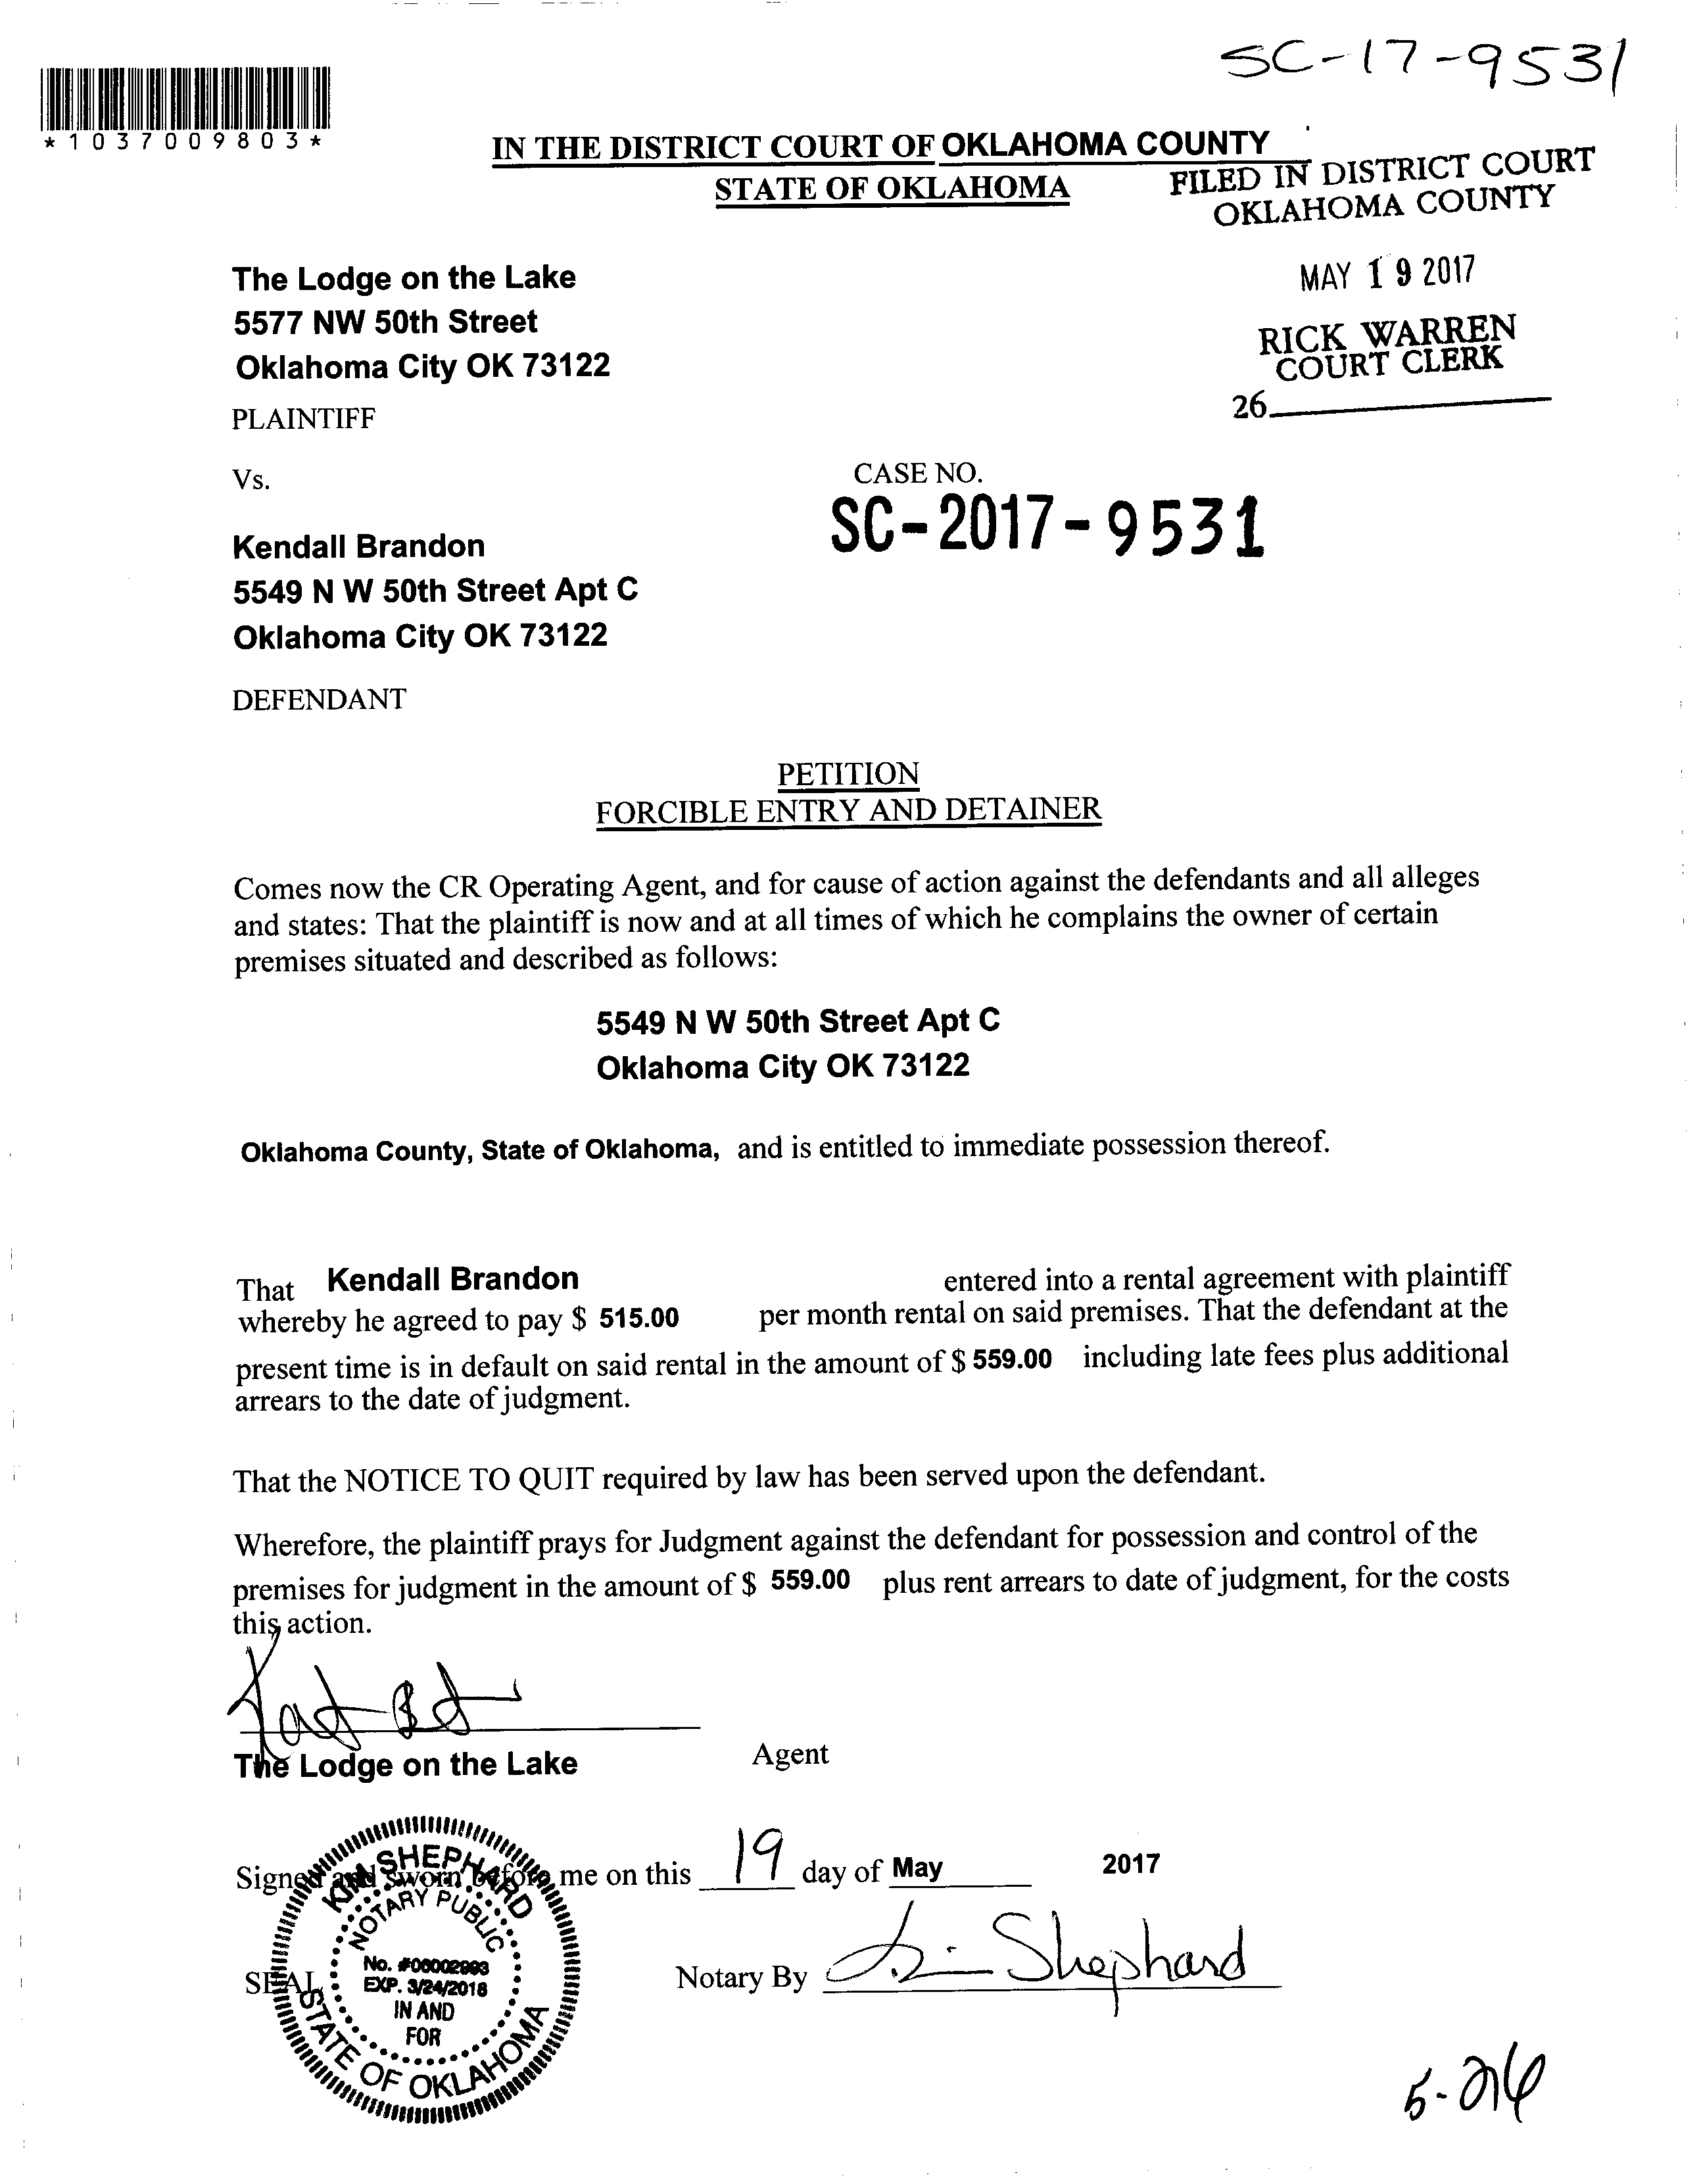 SC-17-9531
*1037009803*
IN THE DISTRICT COURT OF OKLAHOMA COUNTY
STATE OF OKLAHOMA
FILED IN DISTRICT COURT
OKLAHOMA COUNTY
MAY 19 2017
RICK WARREN
COURT CLERK
26
The Lodge on the Lake
5577 NW 50th Street
Oklahoma City OK 73122
PLAINTIFF
Vs.
CASE NO.
SC-2017-9531
Kendall Brandon
5549 N W 50th Street Apt C
Oklahoma City OK 73122
DEFENDANT
PETITION
FORCIBLE ENTRY AND DETAINER
Comes now the CR Operating Agent, and for cause of action against the defendants and all alleges
and states: That the plaintiff is now and at all times of which he complains the owner of certain
premises situated and described as follows:
5549 N W 50th Street Apt C
Oklahoma City OK 73122
Oklahoma County, State of Oklahoma, and is entitled to immediate possession thereof.
That Kendall Brandon entered into a rental agreement with plaintiff
whereby he agreed to pay $ 515.00 per month rental on said premises. That the defendant at the
present time is in default on said rental in the amount of $ 559.00 including late fees plus additional
arrears to the date of judgment.
That the NOTICE TO QUIT required by law has been served upon the defendant.
Wherefore, the plaintiff prays for Judgment against the defendant for possession and control of the
premises for judgment in the amount of $ 559.00 plus rent arrears to date of judgment, for the costs
this action.
The Lodge on the Lake Agent
Signed and sworn before me on this 19 day of May 2017
SEAL
KIM SHEPHARD
NOTARY PUBLIC
No. #06002993
EXP. 3/24/2018
IN AND
FOR
STATE OF OKLAHOMA
Notary By Kim Shephard
5-26